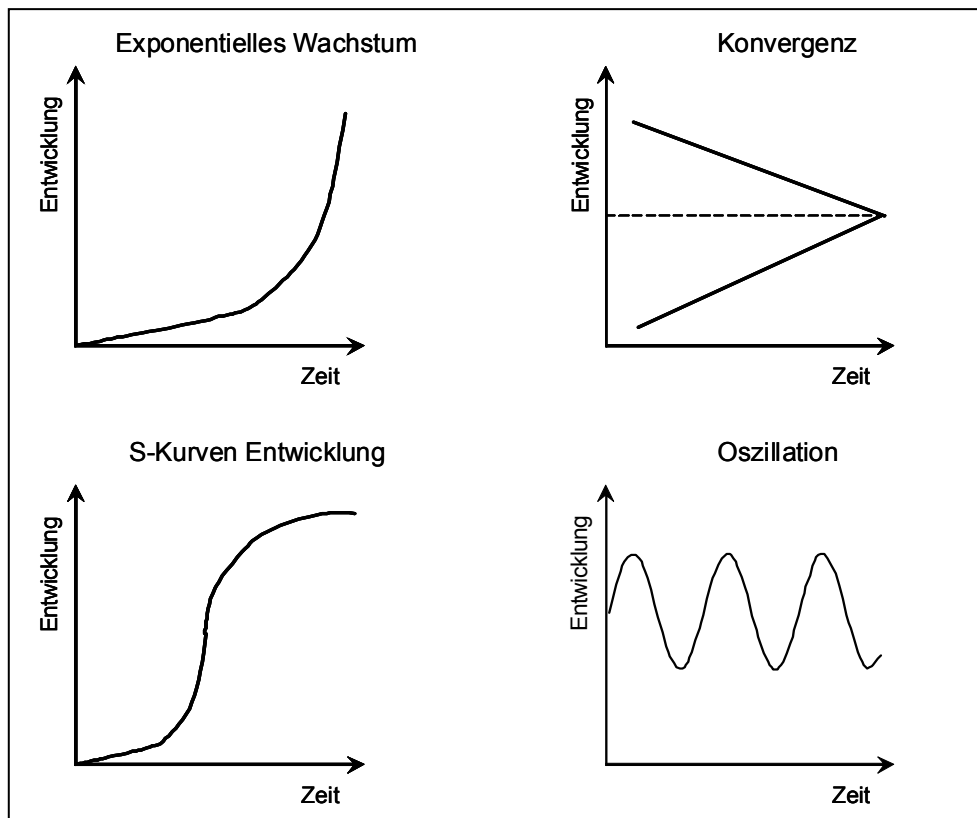 Exponentielles Wachstum
Entwicklung
Zeit
Konvergenz
Entwicklung
Zeit
S-Kurven Entwicklung
Entwicklung
Zeit
Oszillation
Entwicklung
Zeit